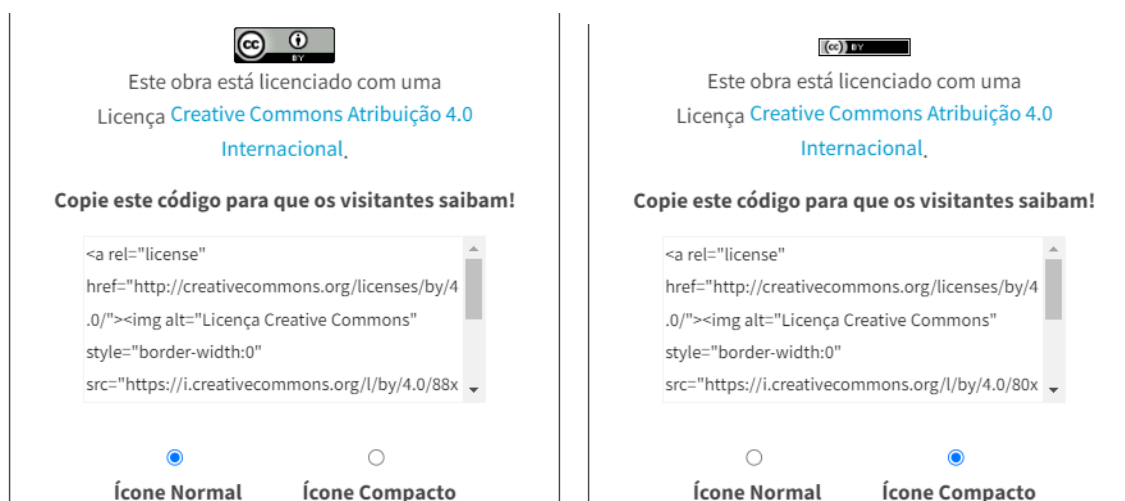 cc BY
Este obra está licenciado com uma
Licença Creative Commons Atribuição 4.0
Internacional.
Copie este código para que os visitantes saibam!
<a rel="license"
href="http://creativecommons.org/licenses/by/4
.0/"><img alt="Licença Creative Commons"
style="border-width:0"
src="https://i.creativecommons.org/l/by/4.0/88x
Ícone Normal Ícone Compacto
(cc) BY
Este obra está licenciado com uma
Licença Creative Commons Atribuição 4.0
Internacional.
Copie este código para que os visitantes saibam!
<a rel="license"
href="http://creativecommons.org/licenses/by/4
.0/"><img alt="Licença Creative Commons"
style="border-width:0"
src="https://i.creativecommons.org/l/by/4.0/80x
Ícone Normal Ícone Compacto